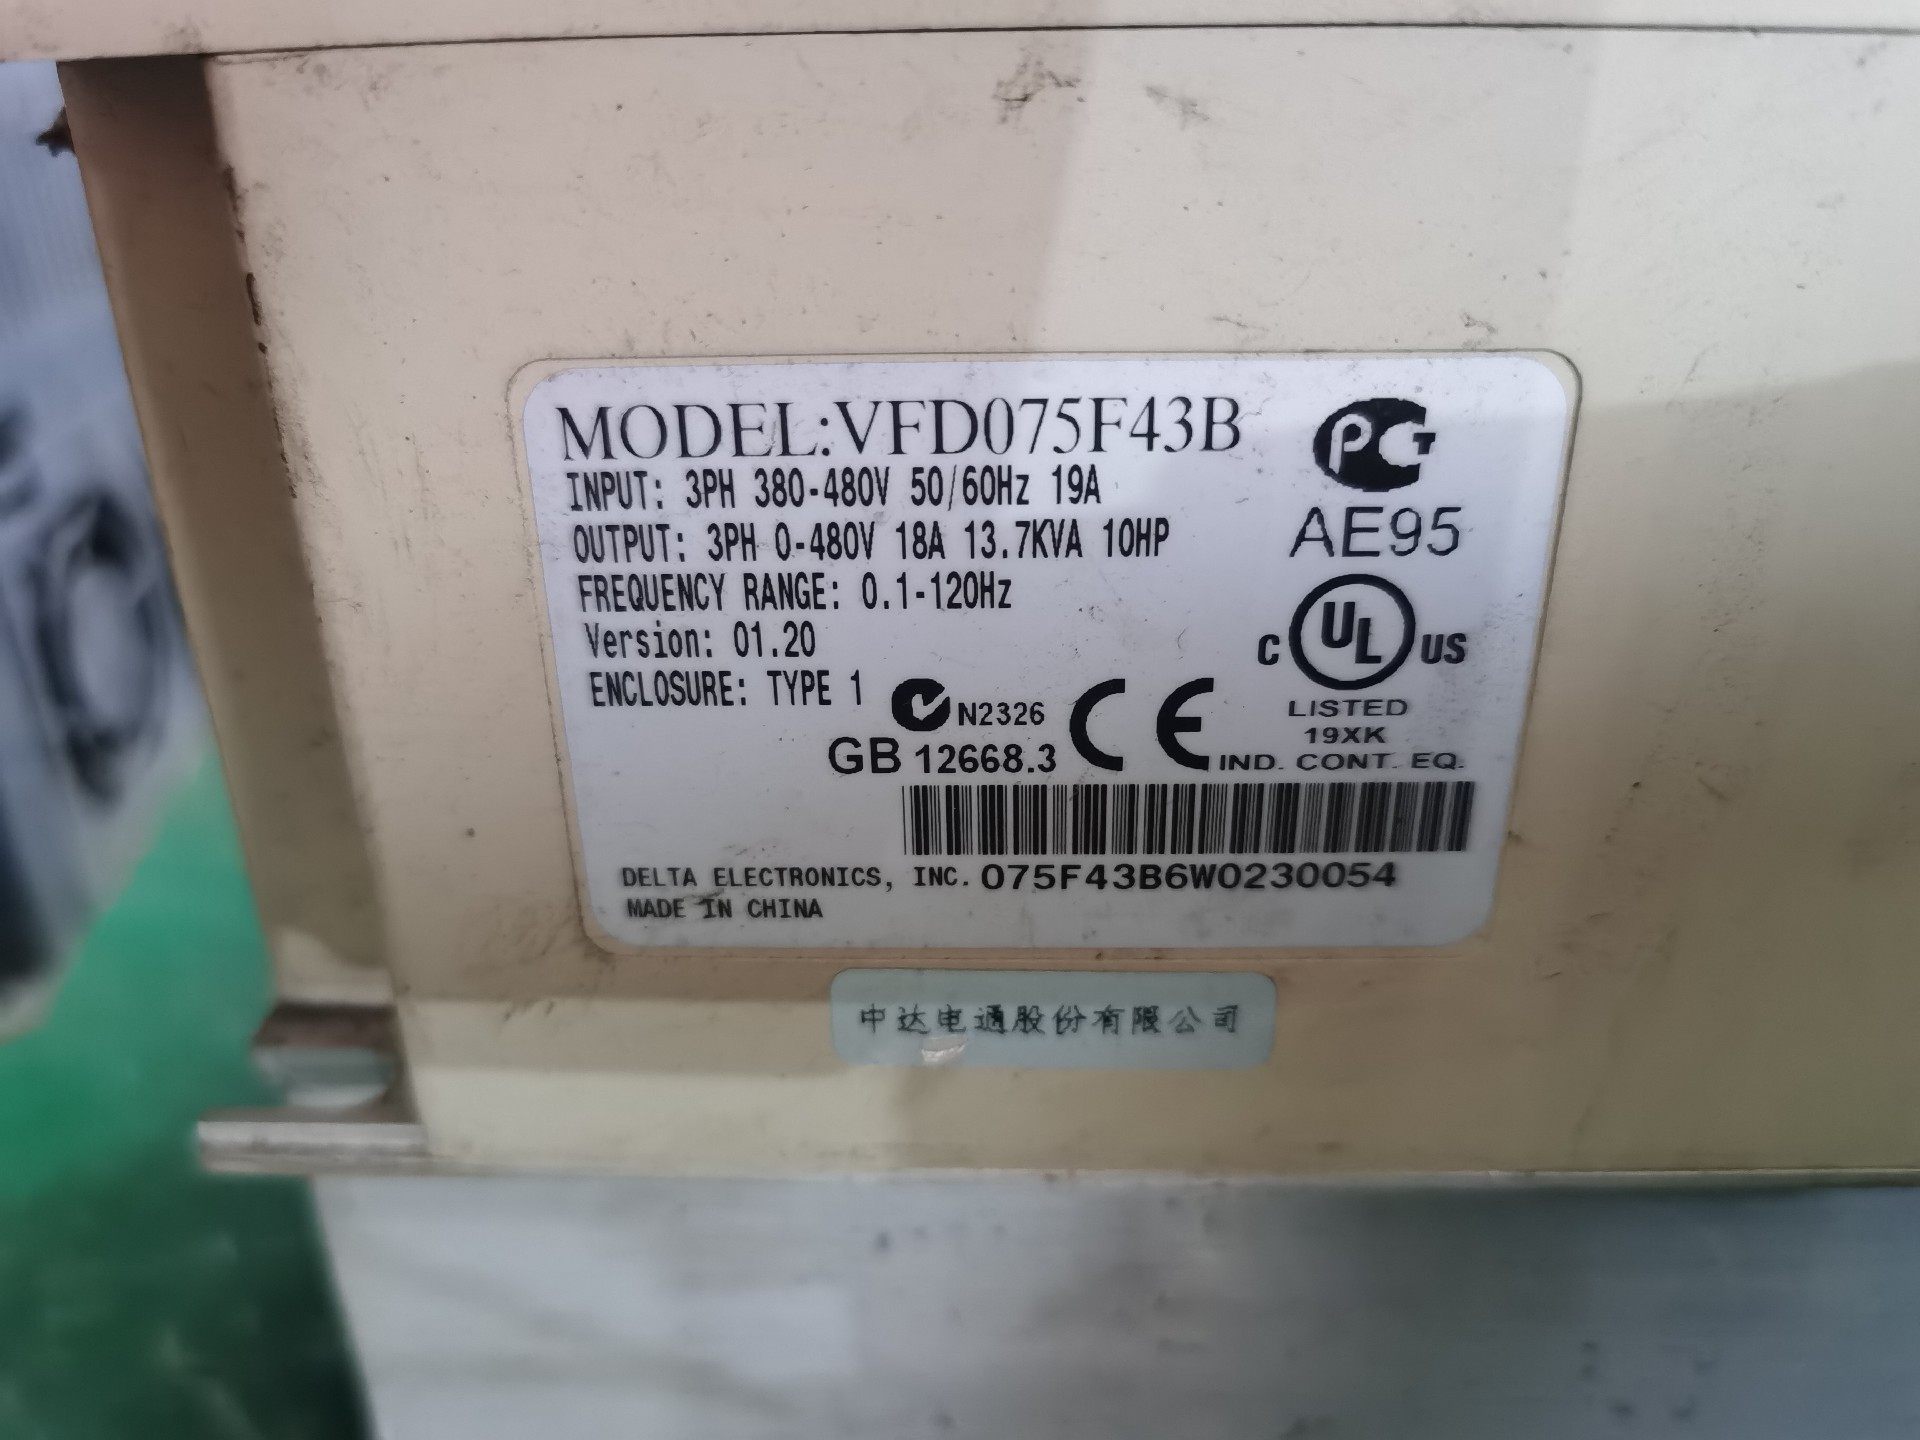 MODEL:VFD075F43B
INPUT: 3PH 380-480V 50/60Hz 19A
OUTPUT: 3PH 0-480V 18A 13.7KVA 10HP
FREQUENCY RANGE: 0.1-120Hz
Version: 01.20
ENCLOSURE: TYPE 1
PCT
AE95
C UL US
LISTED
19XK
IND. CONT. EQ.
N2326
GB 12668.3
CE
DELTA ELECTRONICS, INC. 075F43B6W0230054
MADE IN CHINA
中达电通股份有限公司